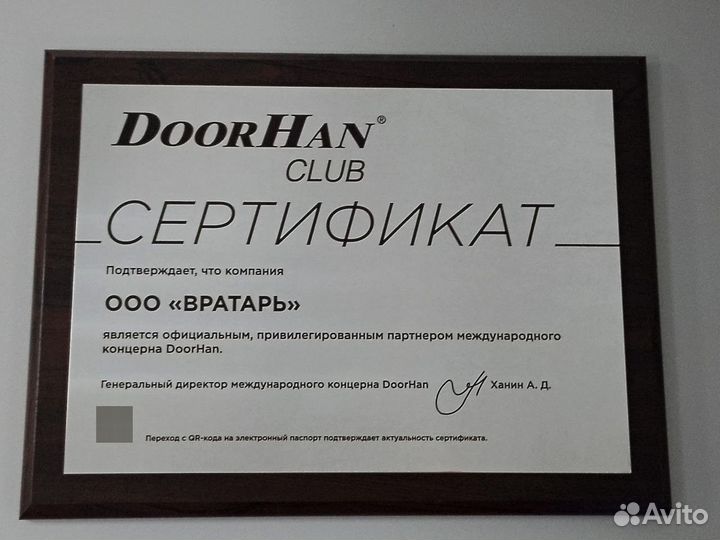 DOORHAN®
CLUB
СЕРТИФИКАТ
Подтверждает, что компания
ООО «ВРАТАРЬ»
является официальным, привилегированным партнером международного
концерна DoorHan.
Генеральный директор международного концерна DoorHan Ханин А. Д.
Переход с QR-кода на электронный паспорт подтверждает актуальность сертификата.
Avito